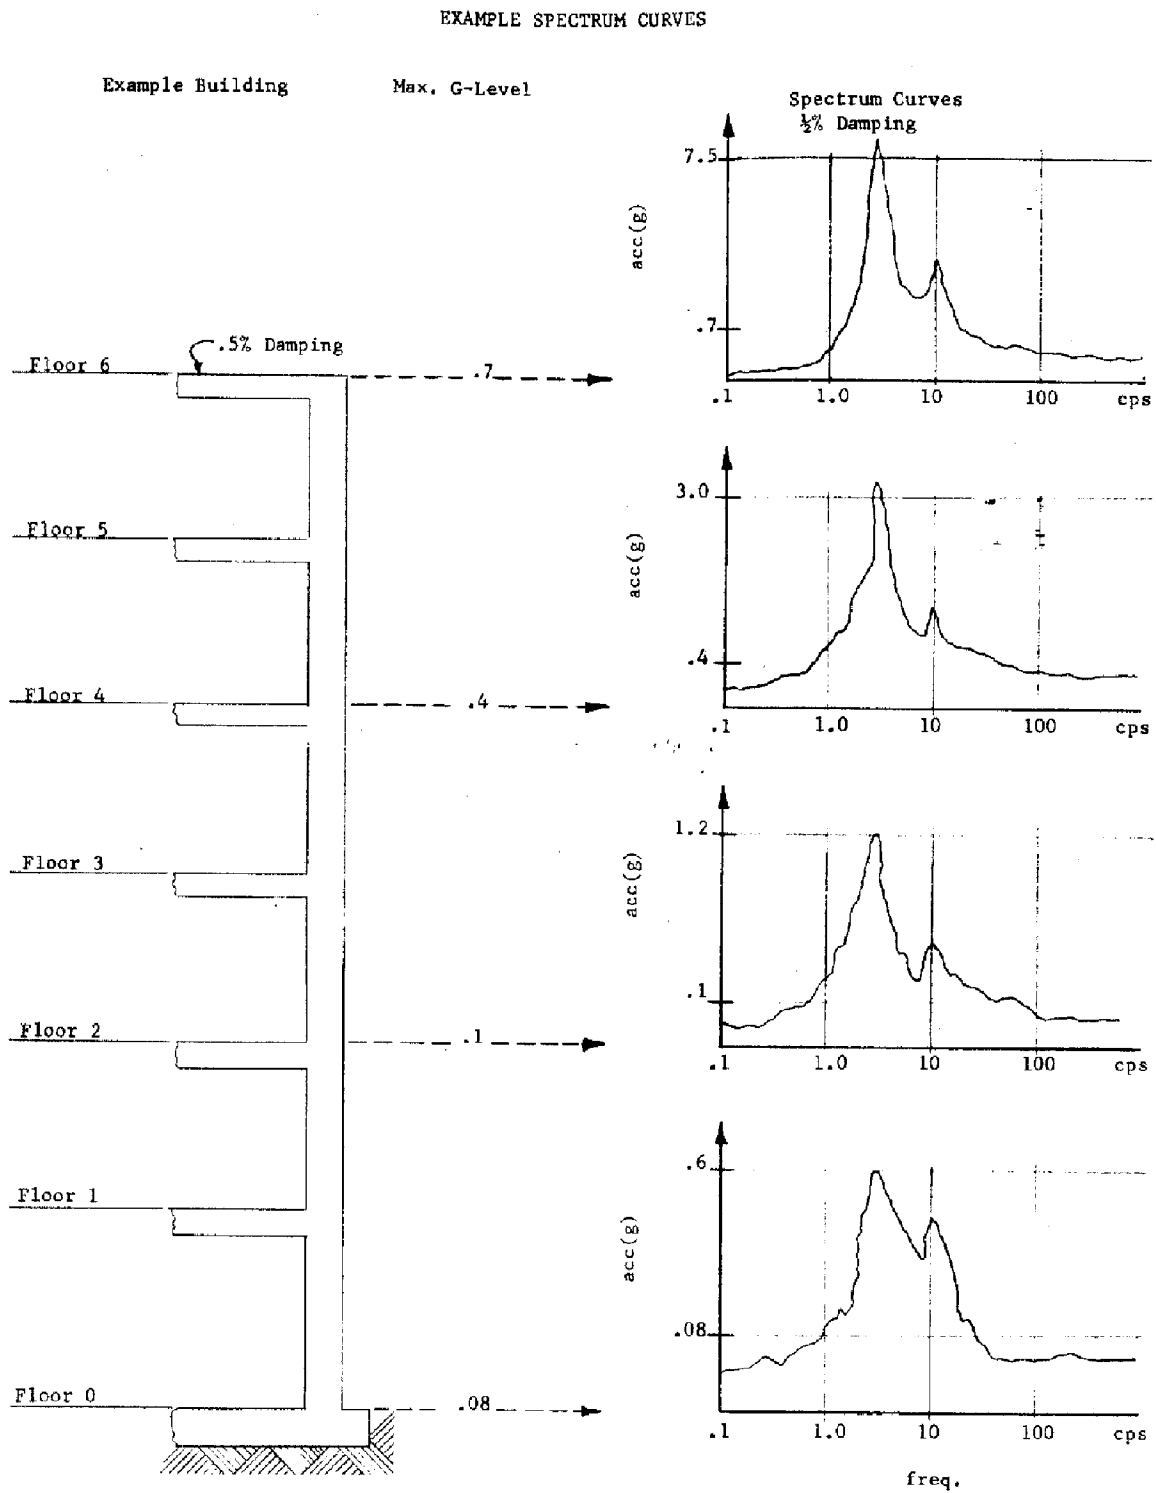 EXAMPLE SPECTRUM CURVES
Example Building
Max. G-Level
Spectrum Curves
½% Damping
7.5
acc(g)
.7
.1 1.0 10 100 cps
.5% Damping
Floor 6
.7
3.0
acc(g)
.4
.1 1.0 10 100 cps
Floor 5
Floor 4
.4
1.2
acc(g)
.1
.1 1.0 10 100 cps
Floor 3
Floor 2
.1
.6
acc(g)
.08
.1 1.0 10 100 cps
Floor 1
Floor 0
.08
freq.